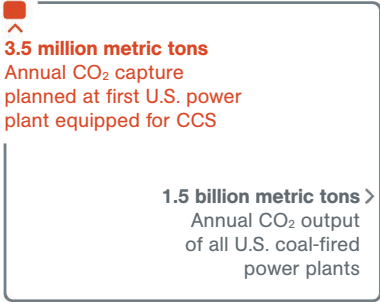 3.5 million metric tons
Annual CO₂ capture
planned at first U.S. power
plant equipped for CCS
1.5 billion metric tons
Annual CO₂ output
of all U.S. coal-fired
power plants